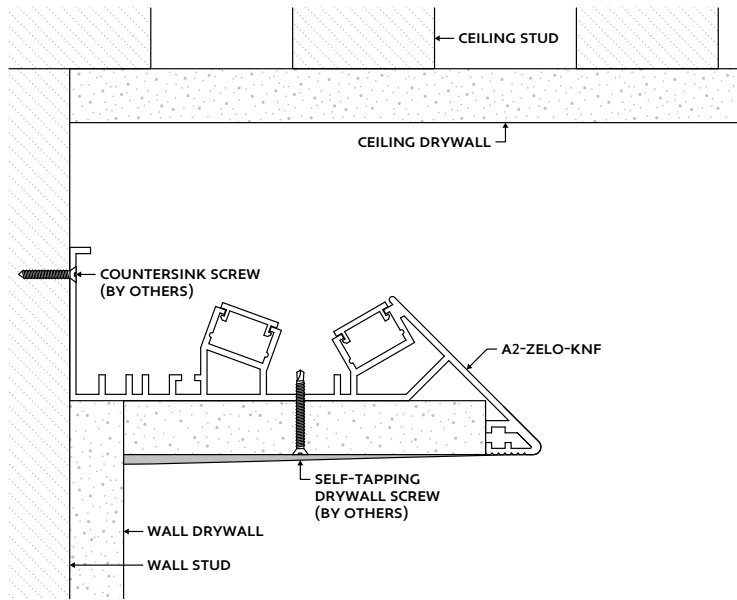 CEILING STUD
CEILING DRYWALL
COUNTERSINK SCREW
(BY OTHERS)
A2-ZELO-KNF
SELF-TAPPING
DRYWALL SCREW
(BY OTHERS)
WALL DRYWALL
WALL STUD